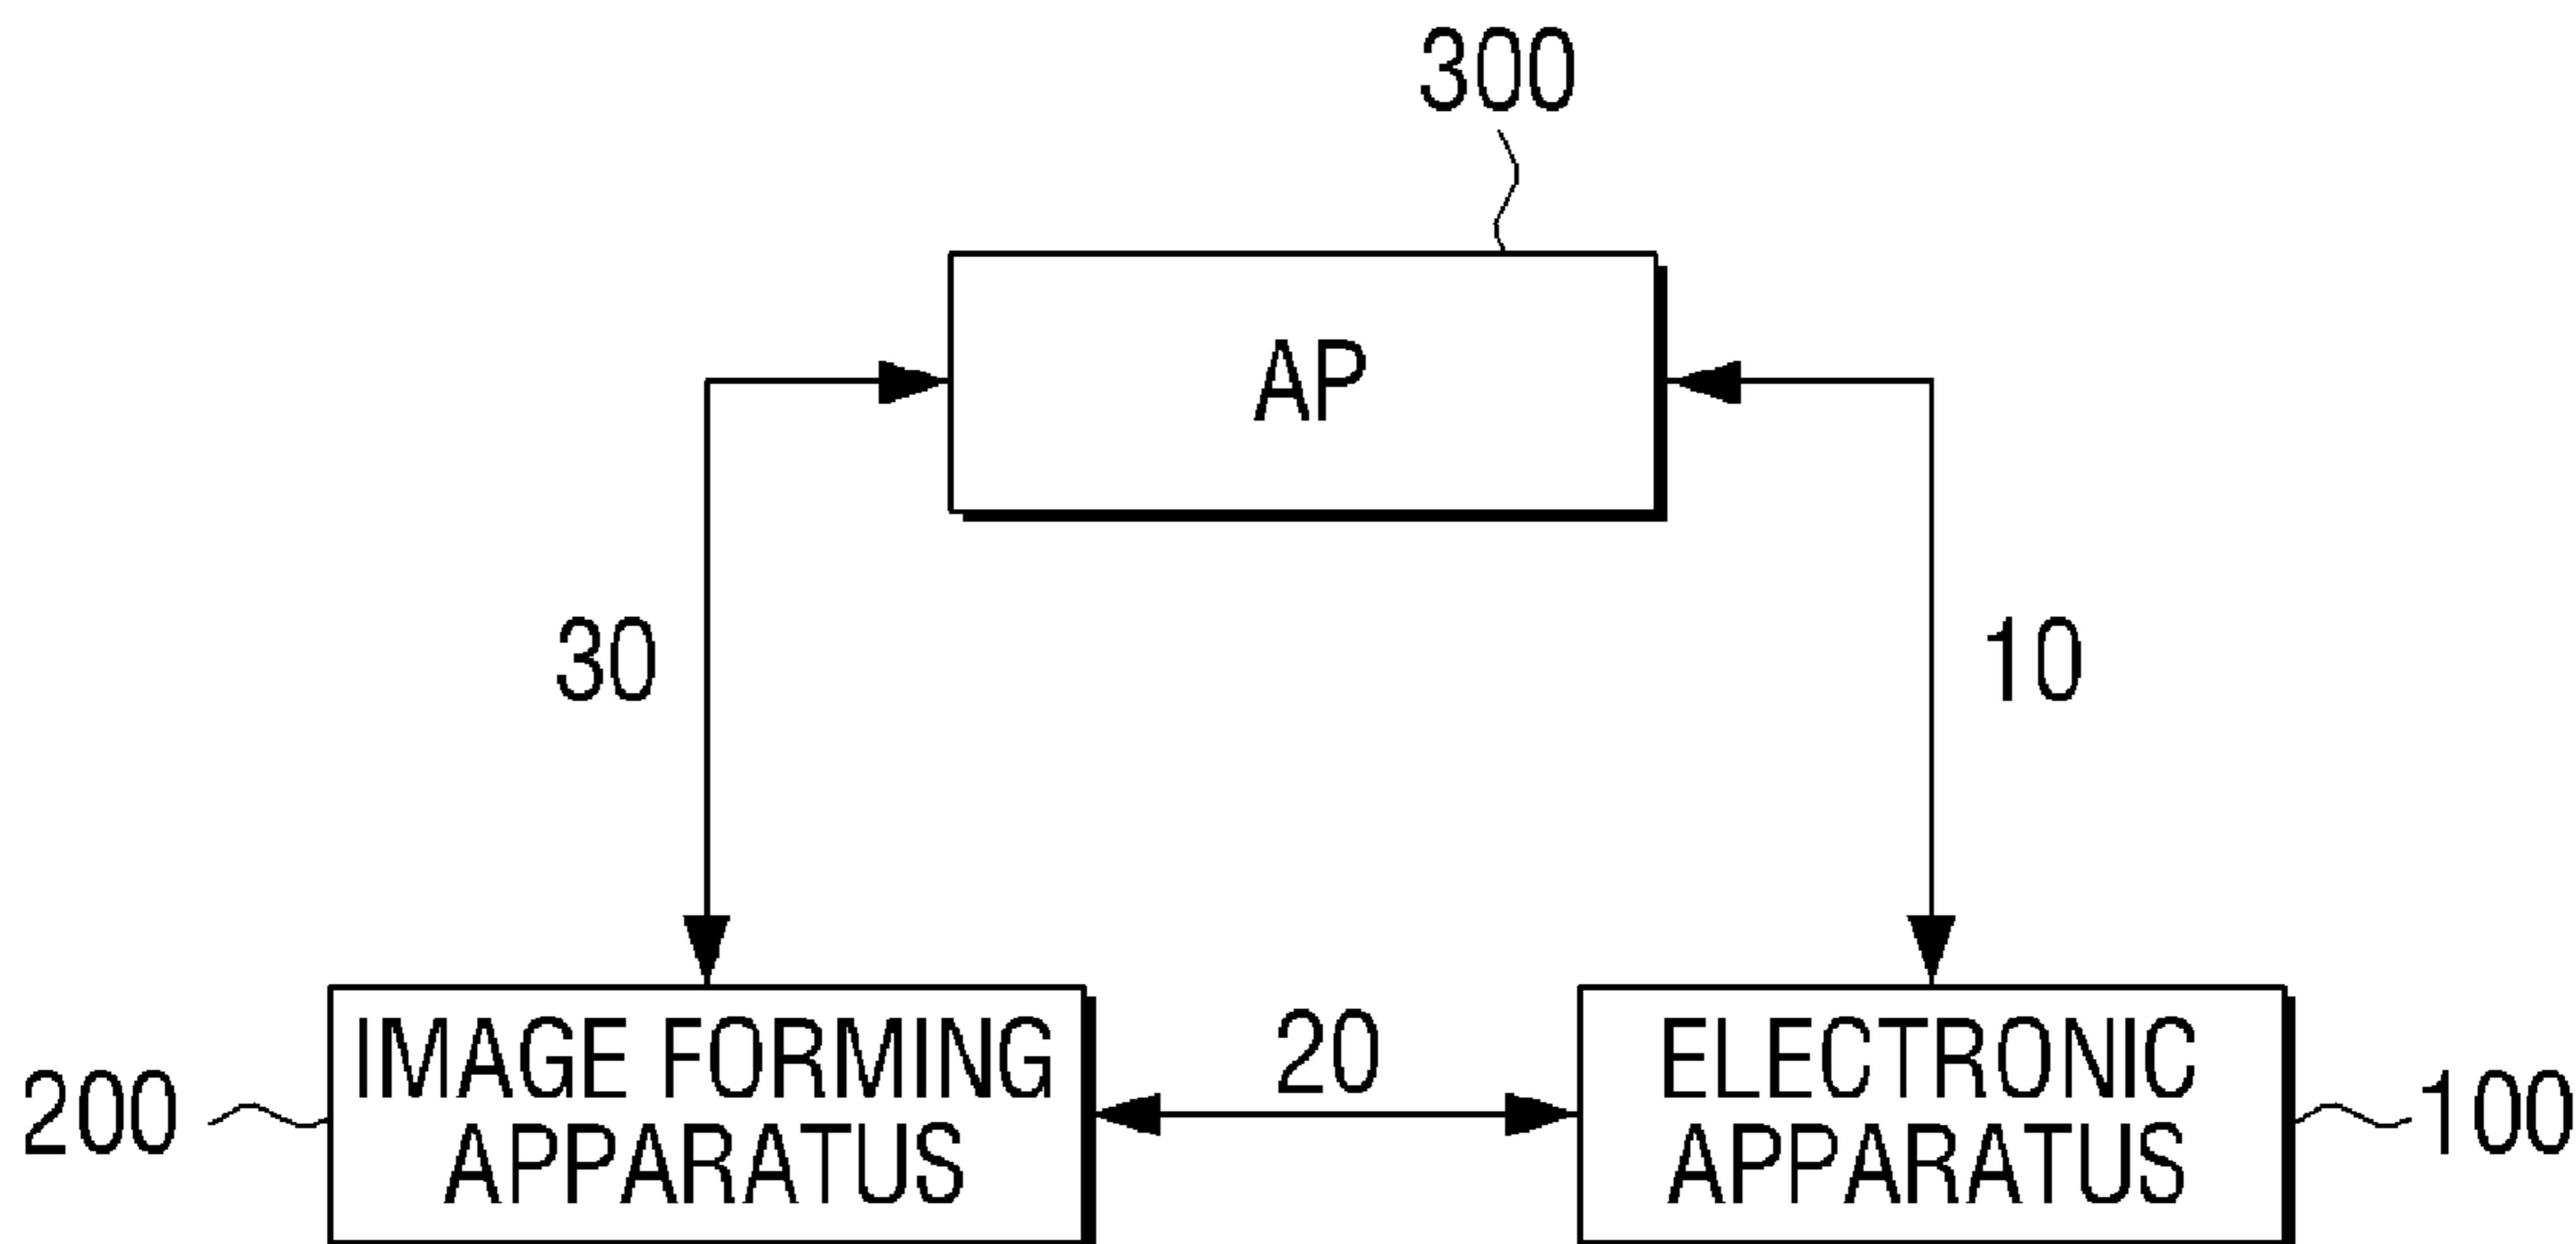 300
AP
30
10
20
IMAGE FORMING
APPARATUS
ELECTRONIC
APPARATUS
200
100